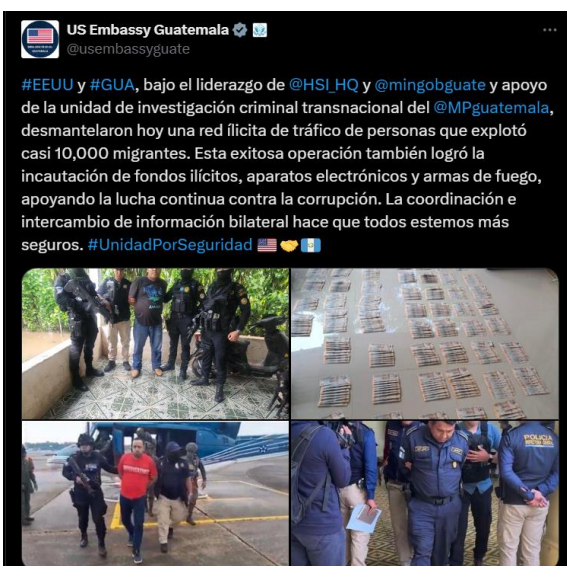 US Embassy Guatemala
@usembassyguate
#EEUU y #GUA, bajo el liderazgo de @HSI_HQ y @mingobguate y apoyo
de la unidad de investigación criminal transnacional del @MPguatemala,
desmantelaron hoy una red ílicita de tráfico de personas que explotó
casi 10,000 migrantes. Esta exitosa operación también logró la
incautación de fondos ilícitos, aparatos electrónicos y armas de fuego,
apoyando la lucha continua contra la corrupción. La coordinación e
intercambio de información bilateral hace que todos estemos más
seguros. #UnidadPorSeguridad
POLICIA